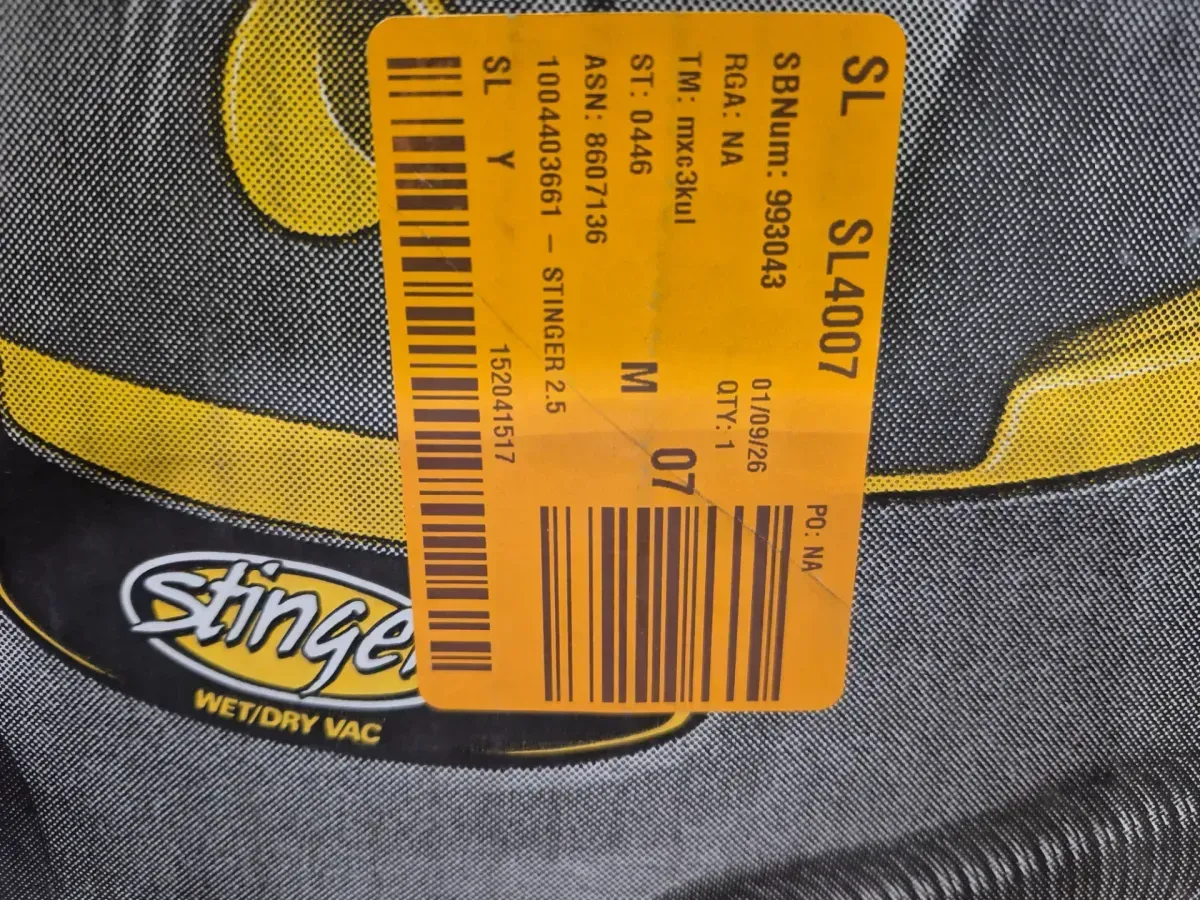 SL SL4007
PO: NA
SBNum: 993043 01/09/26
RGA: NA QTY: 1
TM: mxc3kul
07
ST: 0446 M
ASN: 8607136
1004403661 - STINGER 2.5
SL Y 152041517
Stinger
WET/DRY VAC